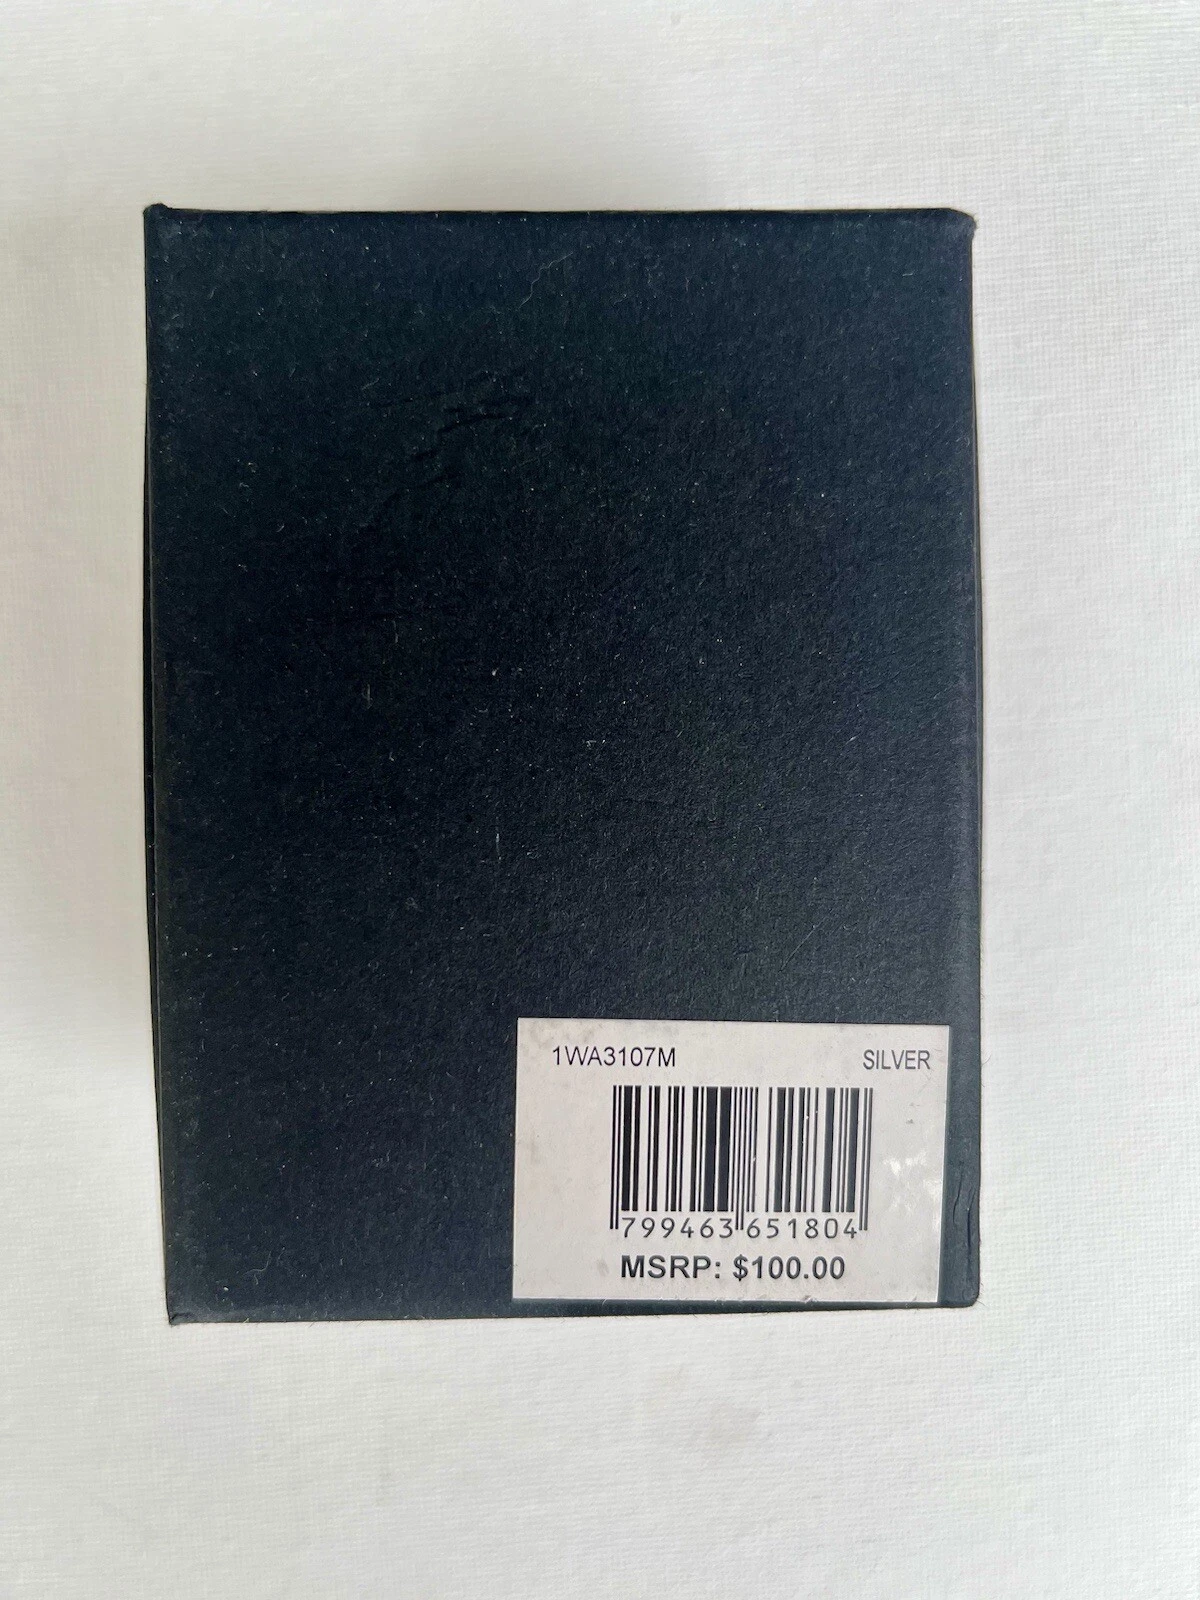 1WA3107M SILVER
799463 651804
MSRP: $100.00